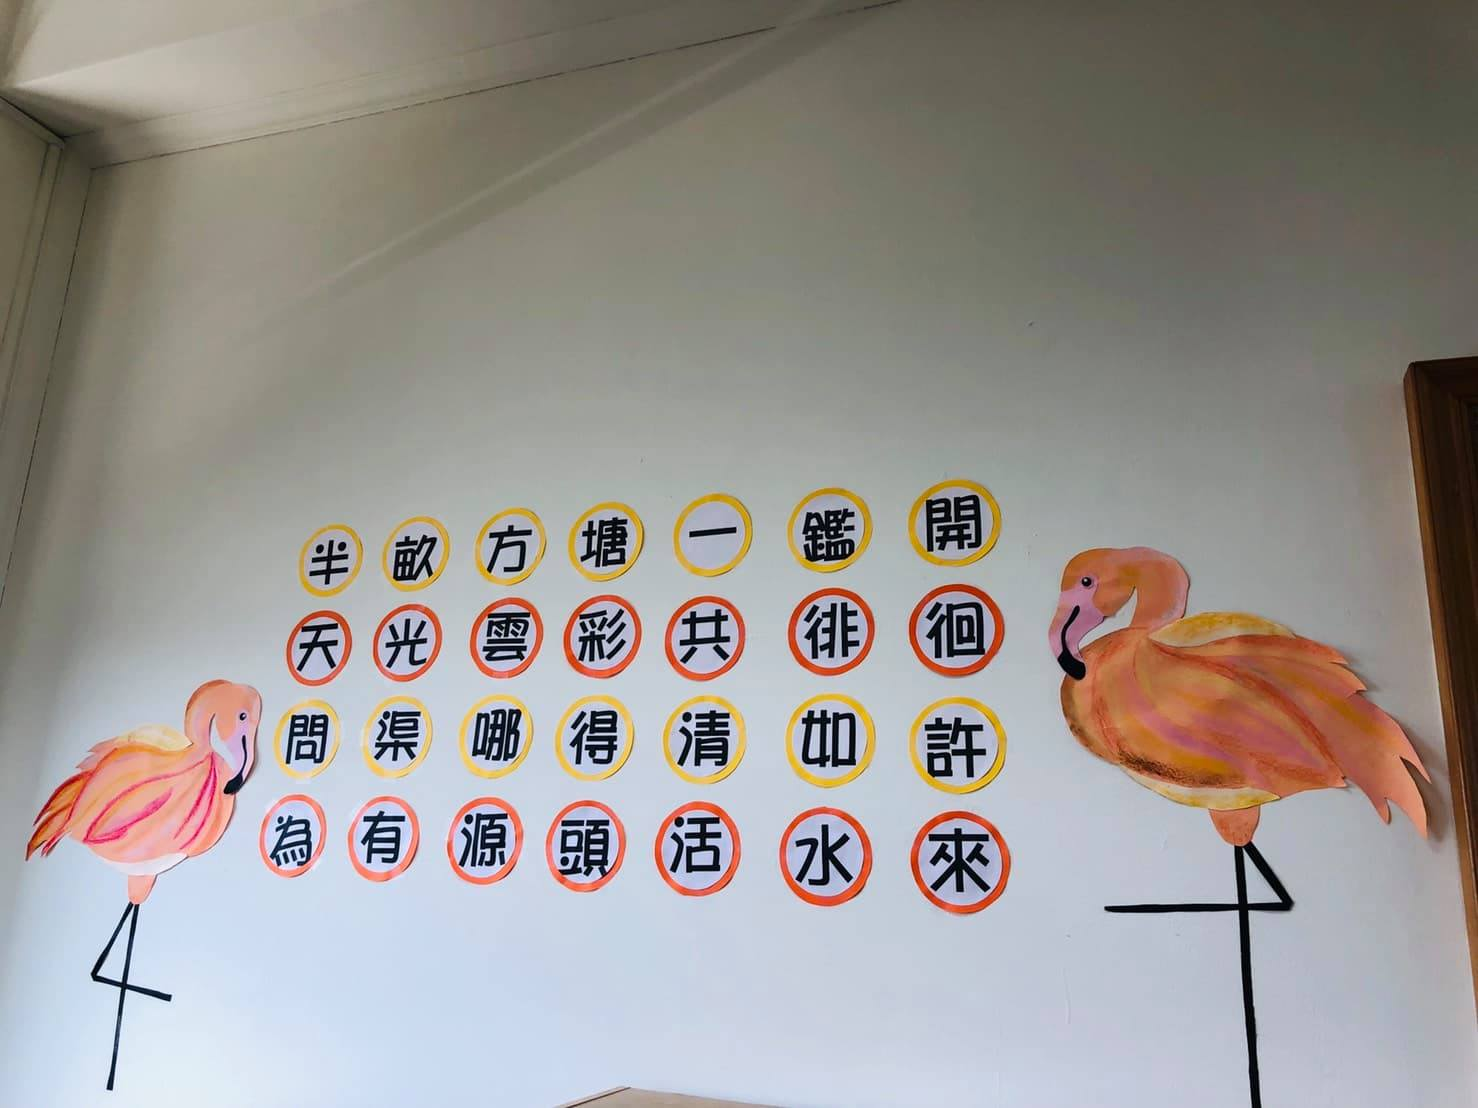 半畝方塘一鑑開
天光雲彩共徘徊
問渠哪得清如許
為有源頭活水來